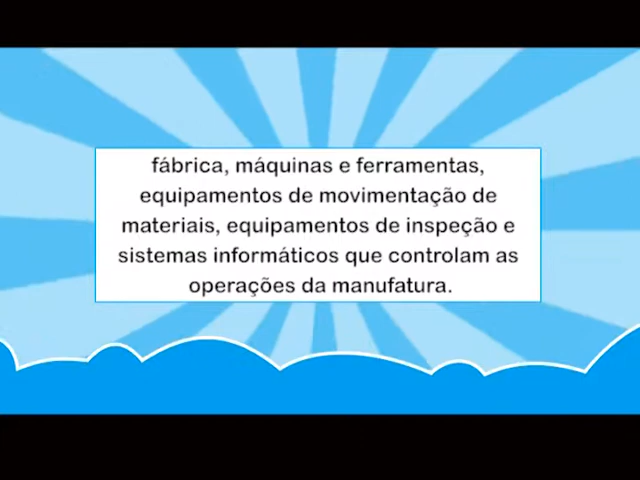 fábrica, máquinas e ferramentas,
equipamentos de movimentação de
materiais, equipamentos de inspeção e
sistemas informáticos que controlam as
operações da manufatura.